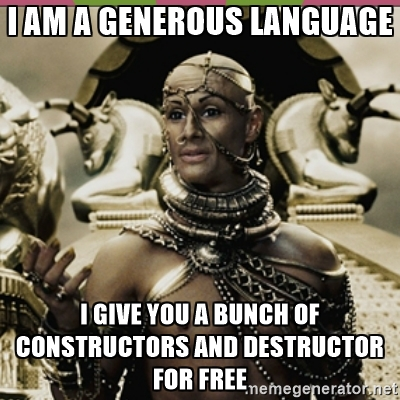 I AM A GENEROUS LANGUAGE
I GIVE YOU A BUNCH OF
CONSTRUCTORS AND DESTRUCTOR
FOR FREE
memegenerator.net